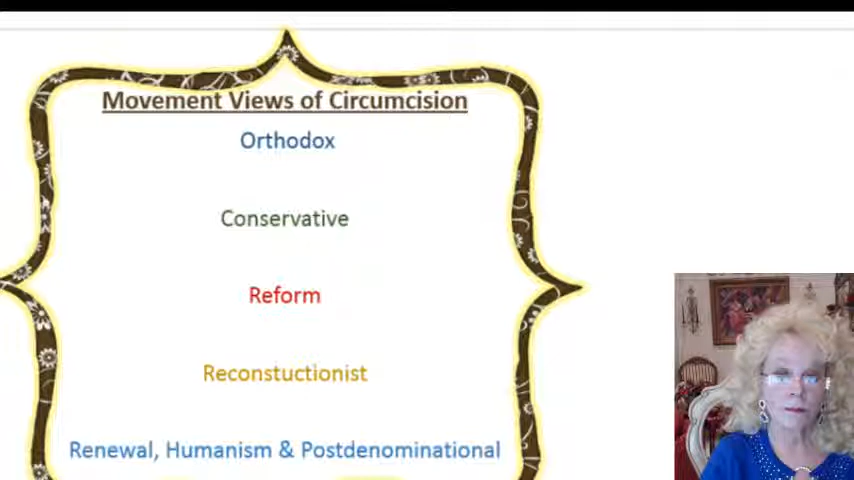 Movement Views of Circumcision
Orthodox
Conservative
Reform
Reconstuctionist
Renewal, Humanism & Postdenominational